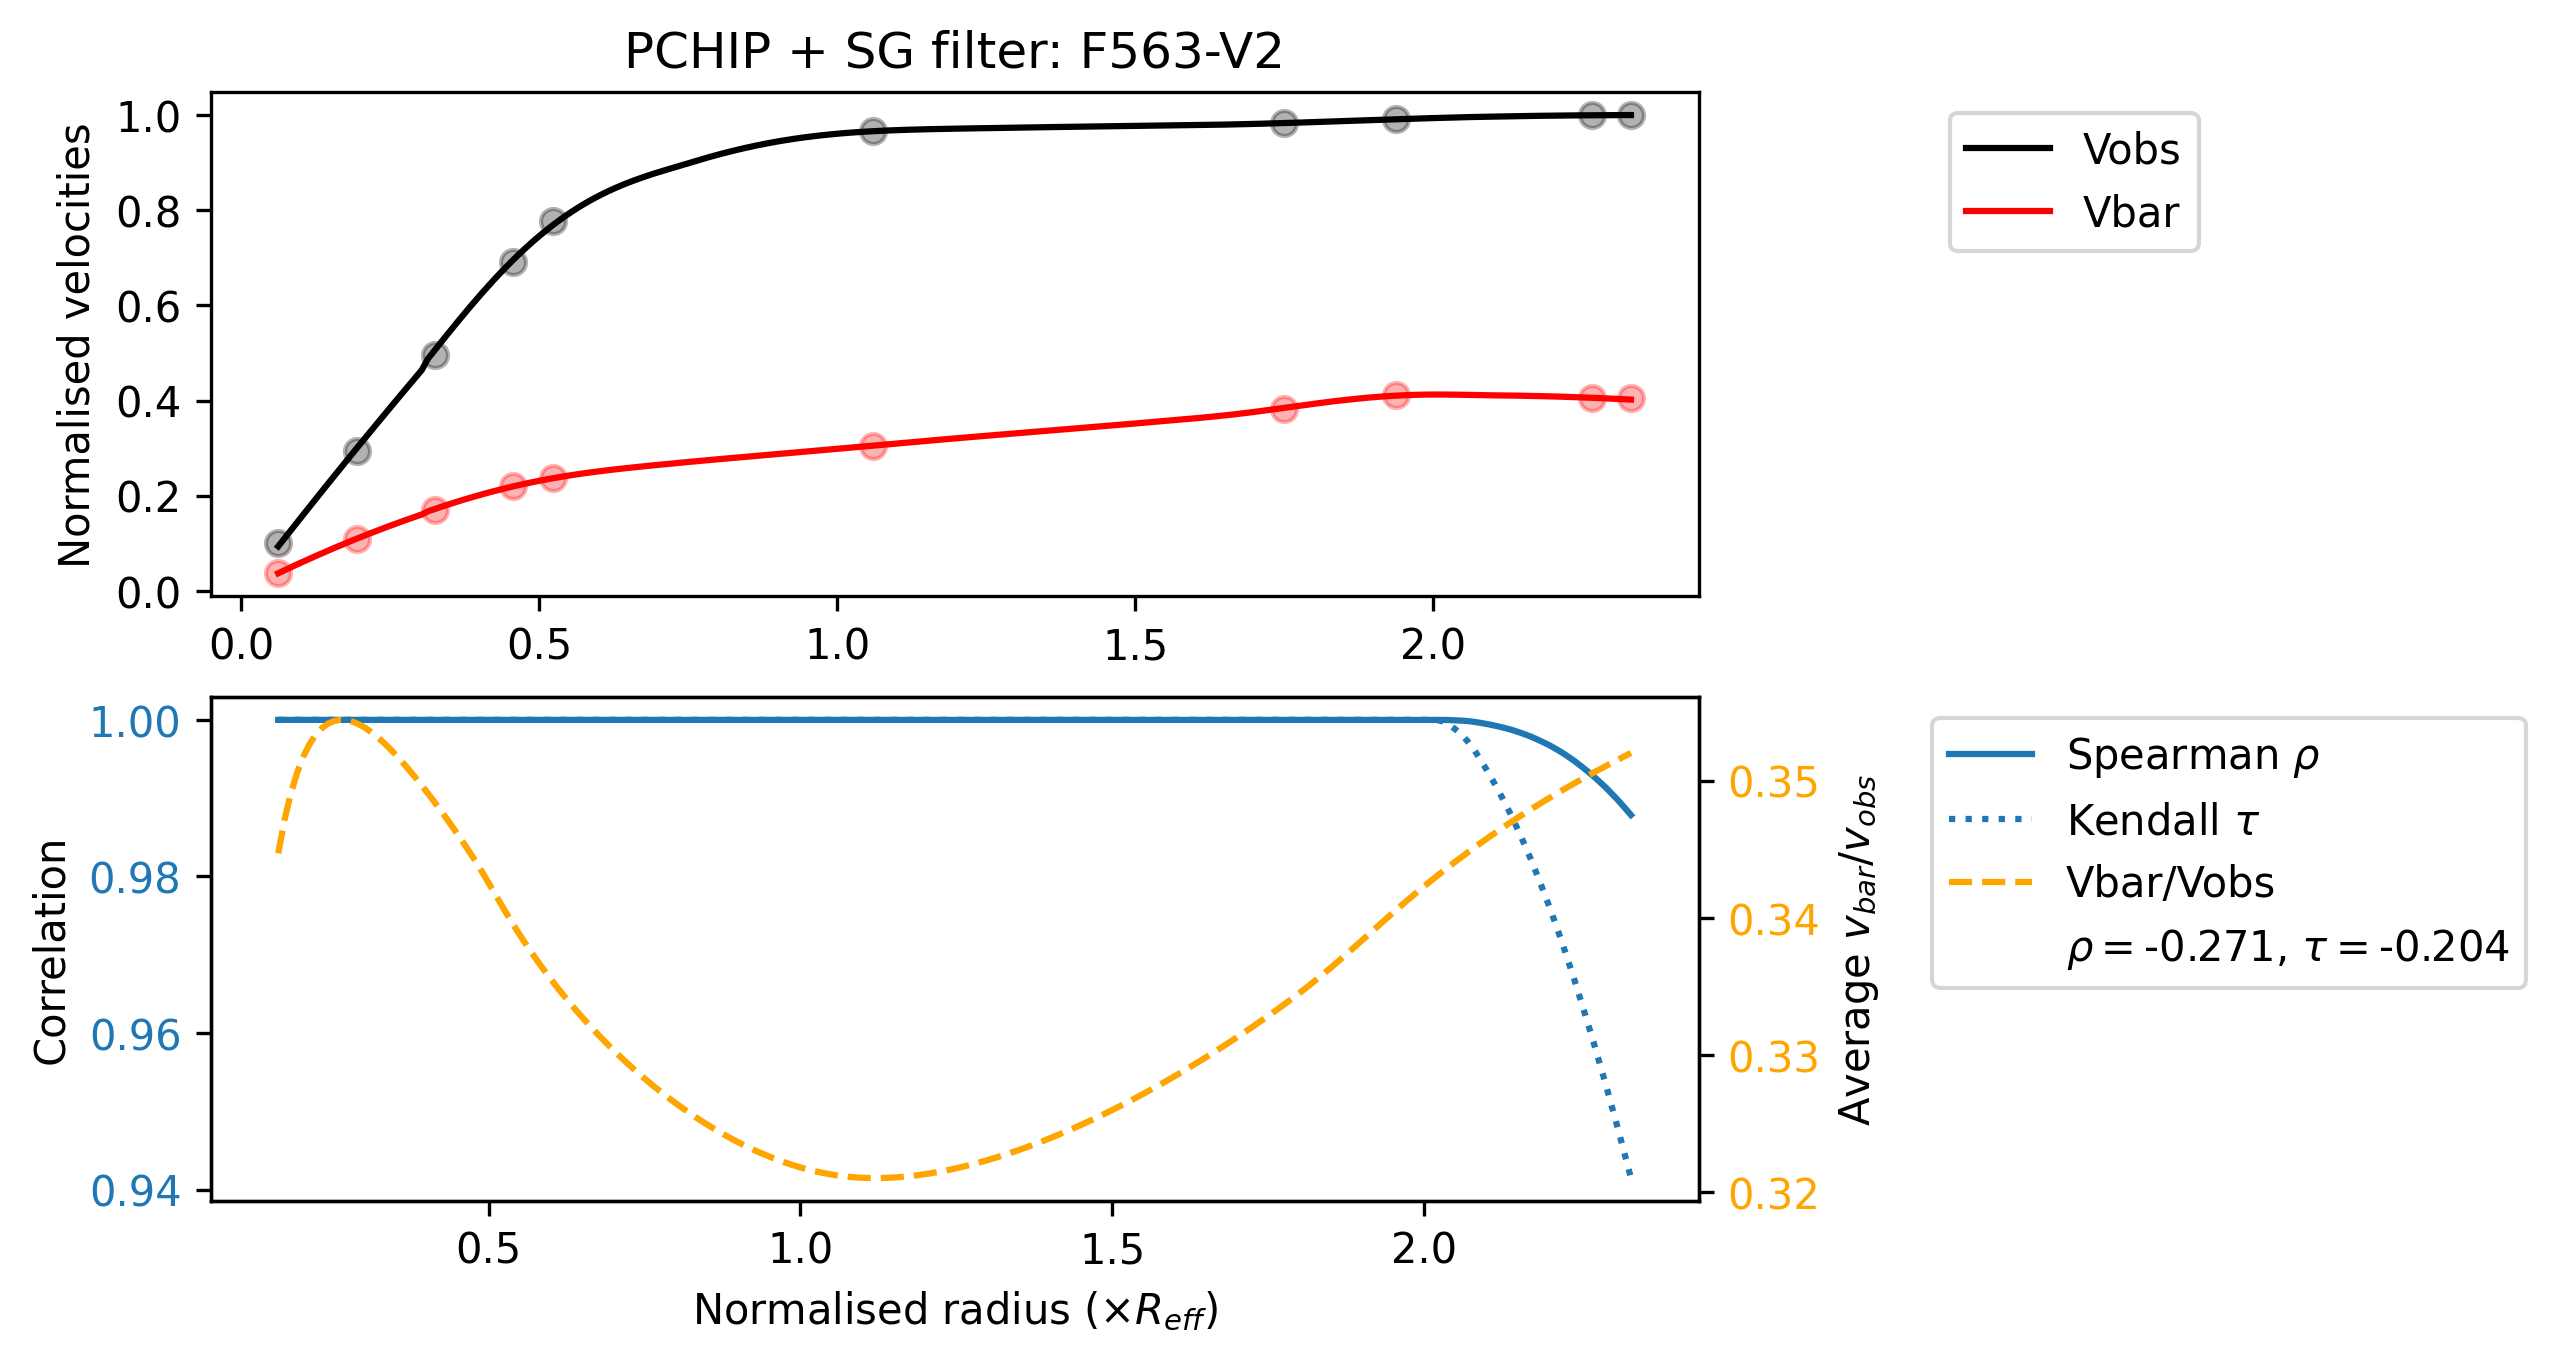 PCHIP + SG filter: F563-V2
Normalised velocities
1.0
0.8
0.6
0.4
0.2
0.0
0.0 0.5 1.0 1.5 2.0
Vobs
Vbar
Correlation
1.00
0.98
0.96
0.94
0.5 1.0 1.5 2.0
Normalised radius (×R_eff)
0.35
0.34
0.33
0.32
Average v_bar/v_obs
Spearman ρ
Kendall τ
Vbar/Vobs
ρ = -0.271, τ = -0.204